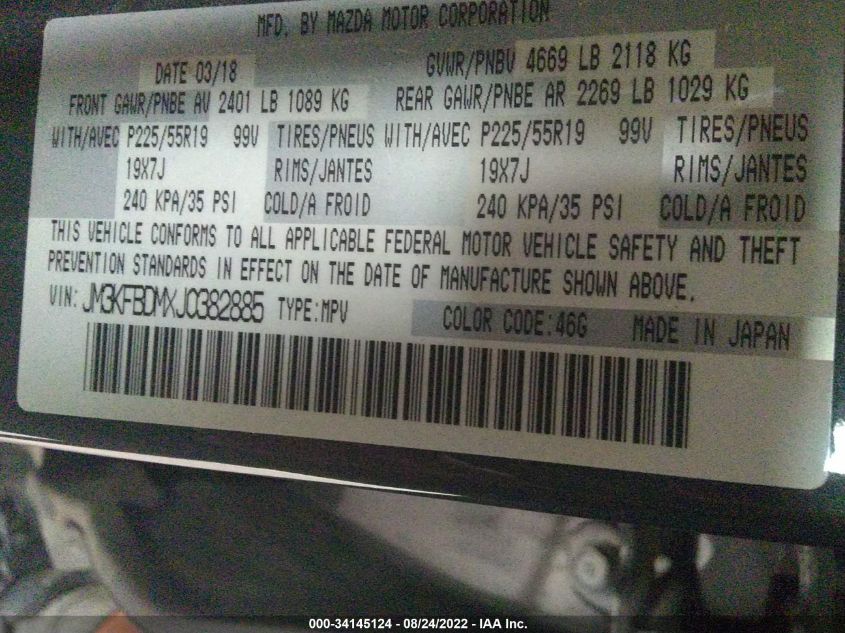 MFD. BY MAZDA MOTOR CORPORATION
DATE 03/18 GVWR/PNBV 4669 LB 2118 KG
FRONT GAWR/PNBE AV 2401 LB 1089 KG REAR GAWR/PNBE AR 2269 LB 1029 KG
WITH/AVEC P225/55R19 99V TIRES/PNEUS WITH/AVEC P225/55R19 99V TIRES/PNEUS
19X7J RIMS/JANTES 19X7J RIMS/JANTES
240 KPA/35 PSI COLD/A FROID 240 KPA/35 PSI COLD/A FROID
THIS VEHICLE CONFORMS TO ALL APPLICABLE FEDERAL MOTOR VEHICLE SAFETY AND THEFT
PREVENTION STANDARDS IN EFFECT ON THE DATE OF MANUFACTURE SHOWN ABOVE.
VIN: JM3KFBDMXJ0382885 TYPE:MPV COLOR CODE:46G MADE IN JAPAN
000-34145124 - 08/24/2022 - IAA Inc.